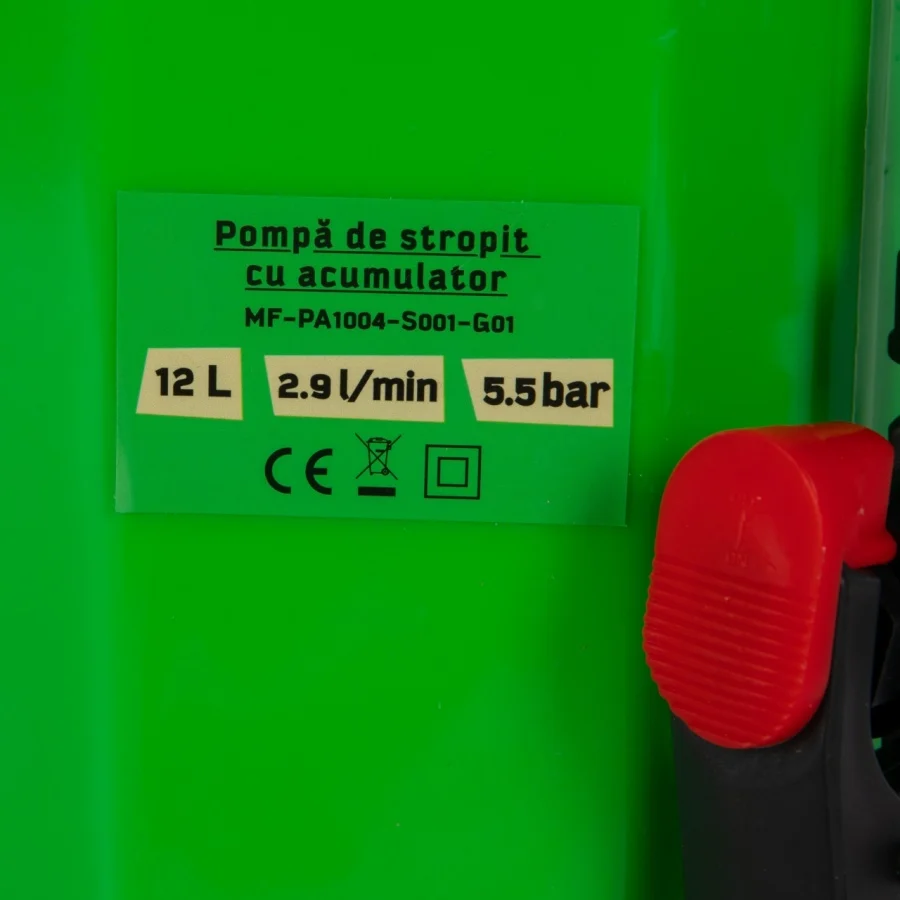 Pompă de stropit
cu acumulator
MF-PA1004-S001-G01
12 L 2.9 l/min 5.5 bar
CE